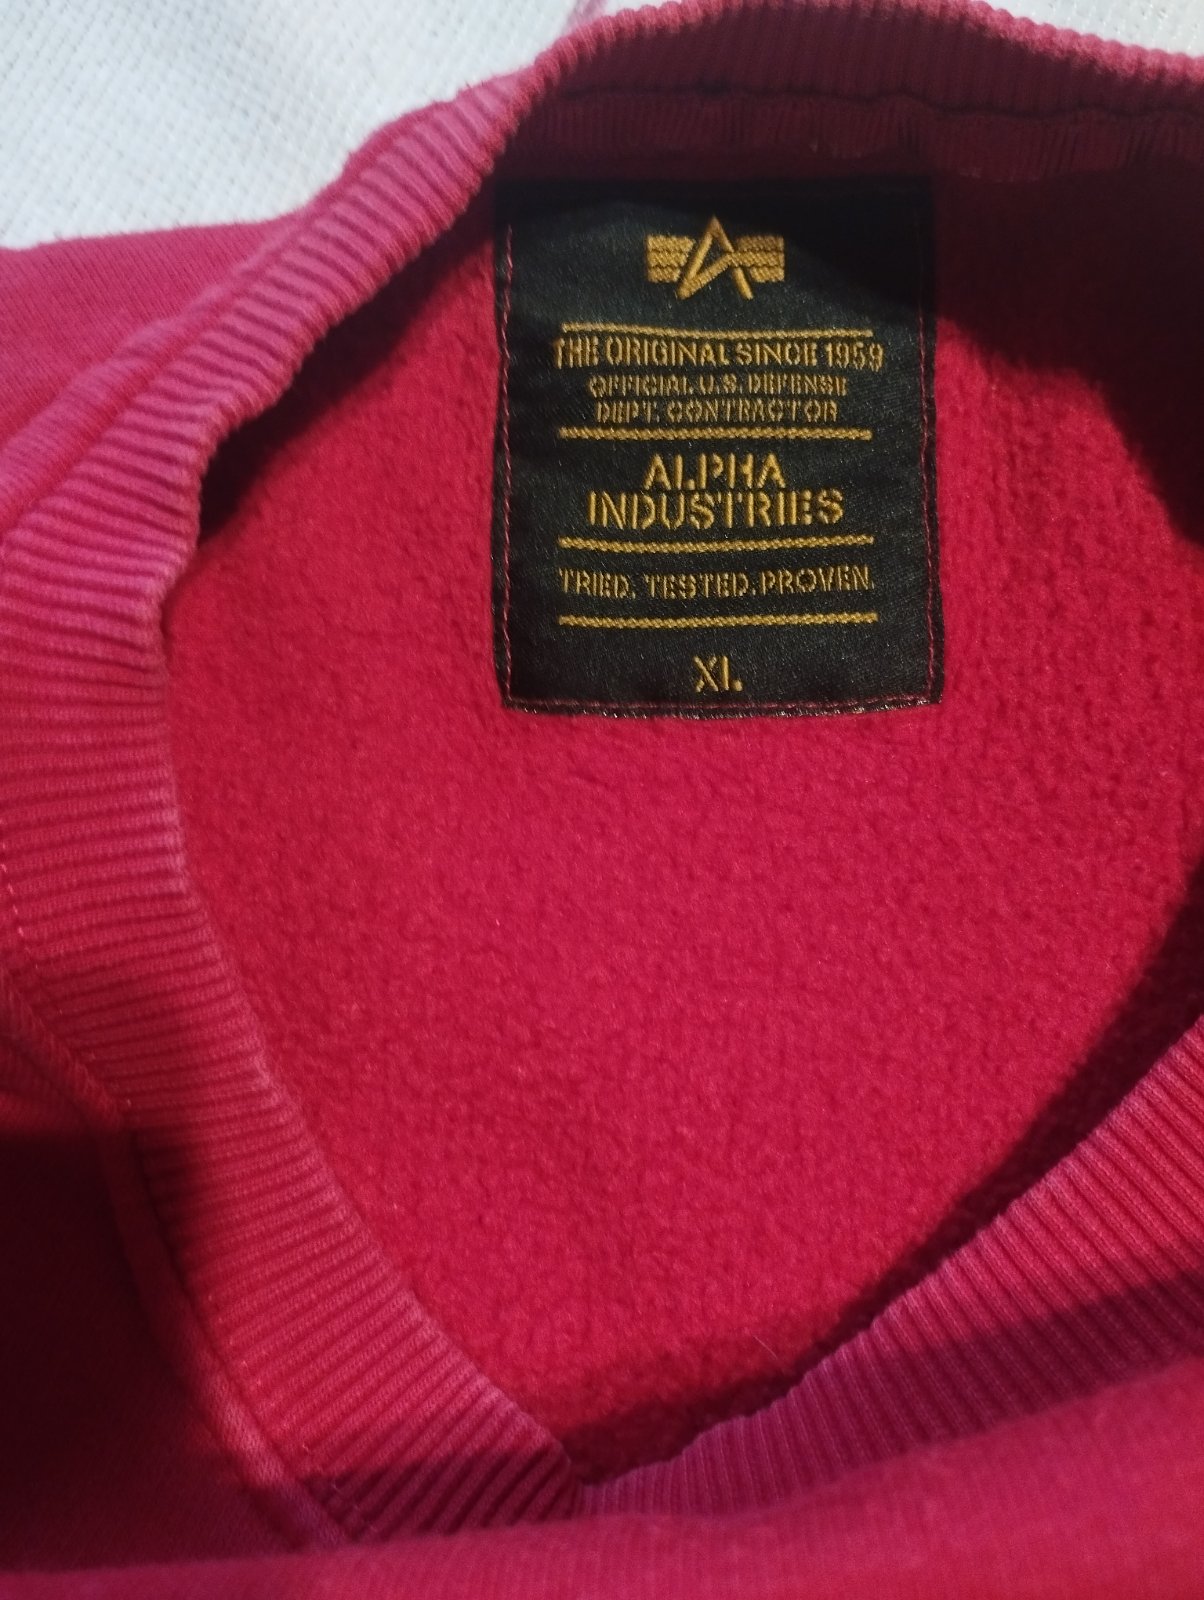 THE ORIGINAL SINCE 1959
OFFICIAL U.S. DEFENSE
DEPT. CONTRACTOR
ALPHA
INDUSTRIES
TRIED. TESTED. PROVEN.
XL